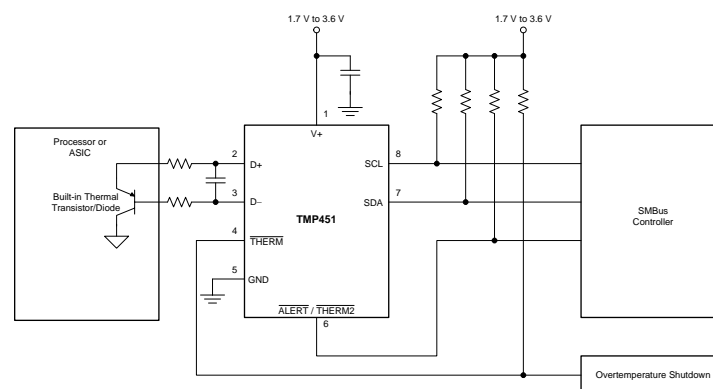 1.7 V to 3.6 V
1.7 V to 3.6 V
1
V+
Processor or
ASIC
Built-in Thermal
Transistor/Diode
2
D+
3
D−
4
THERM
5
GND
TMP451
SCL
8
SDA
7
ALERT / THERM2
6
SMBus
Controller
Overtemperature Shutdown